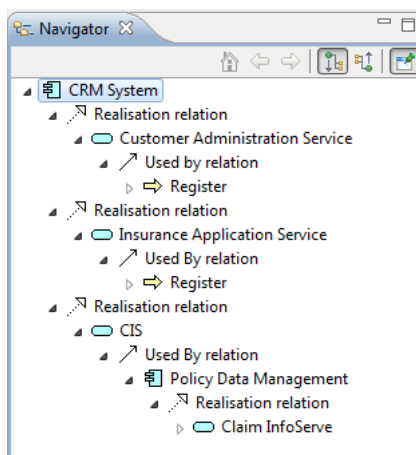 Navigator
CRM System
Realisation relation
Customer Administration Service
Used by relation
Register
Realisation relation
Insurance Application Service
Used By relation
Register
Realisation relation
CIS
Used By relation
Policy Data Management
Realisation relation
Claim InfoServe